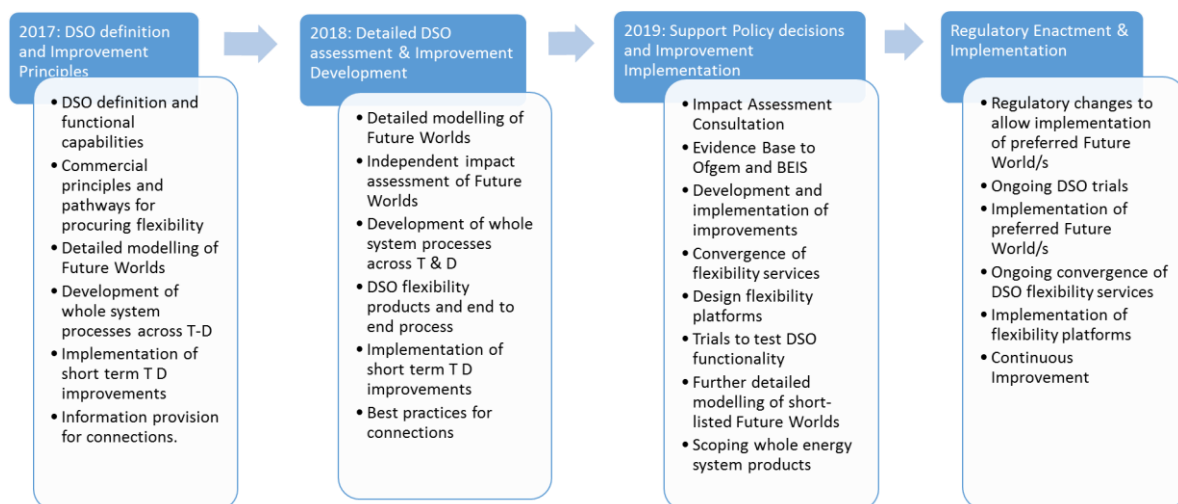 2017: DSO definition
and Improvement
Principles
• DSO definition and
functional
capabilities
• Commercial
principles and
pathways for
procuring flexibility
• Detailed modelling of
Future Worlds
• Development of
whole system
processes across T-D
• Implementation of
short term T D
improvements
• Information provision
for connections.
2018: Detailed DSO
assessment & Improvement
Development
• Detailed modelling of
Future Worlds
• Independent impact
assessment of Future
Worlds
• Development of whole
system processes
across T & D
• DSO flexibility
products and end to
end process
• Implementation of
short term T D
improvements
• Best practices for
connections
2019: Support Policy decisions
and Improvement
Implementation
• Impact Assessment
Consultation
• Evidence Base to
Ofgem and BEIS
• Development and
implementation of
improvements
• Convergence of
flexibility services
• Design flexibility
platforms
• Trials to test DSO
functionality
• Further detailed
modelling of short-
listed Future Worlds
• Scoping whole energy
system products
Regulatory Enactment &
Implementation
• Regulatory changes to
allow implementation
of preferred Future
World/s
• Ongoing DSO trials
• Implementation of
preferred Future
World/s
• Ongoing convergence of
DSO flexibility services
• Implementation of
flexibility platforms
• Continuous
Improvement